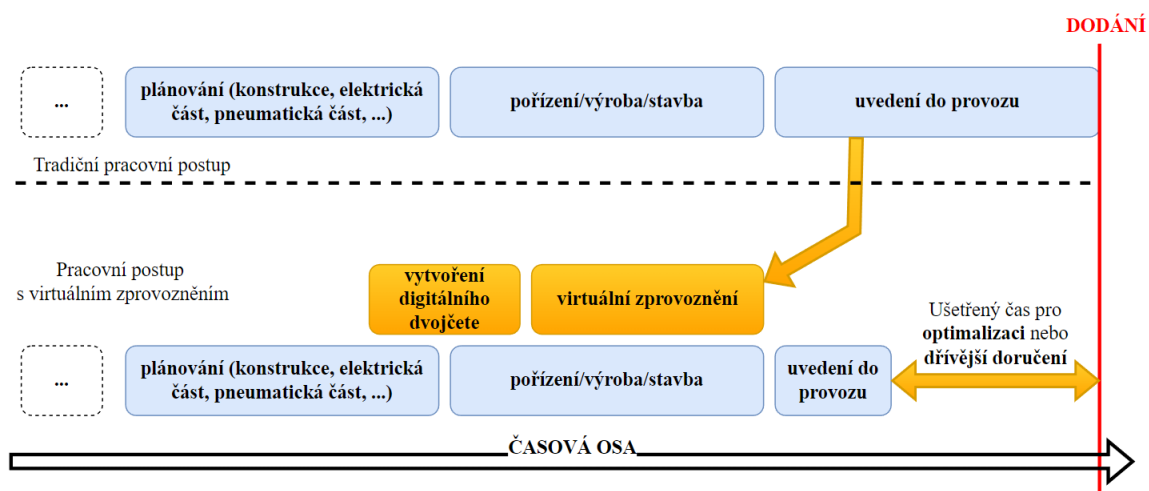 DODÁNÍ
...
plánování (konstrukce, elektrická
část, pneumatická část, ...)
pořízení/výroba/stavba
uvedení do provozu
Tradiční pracovní postup
Pracovní postup
s virtuálním zprovozněním
vytvoření
digitálního
dvojčete
virtuální zprovoznění
Ušetřený čas pro
optimalizaci nebo
dřívější doručení
...
plánování (konstrukce, elektrická
část, pneumatická část, ...)
pořízení/výroba/stavba
uvedení do
provozu
ČASOVÁ OSA